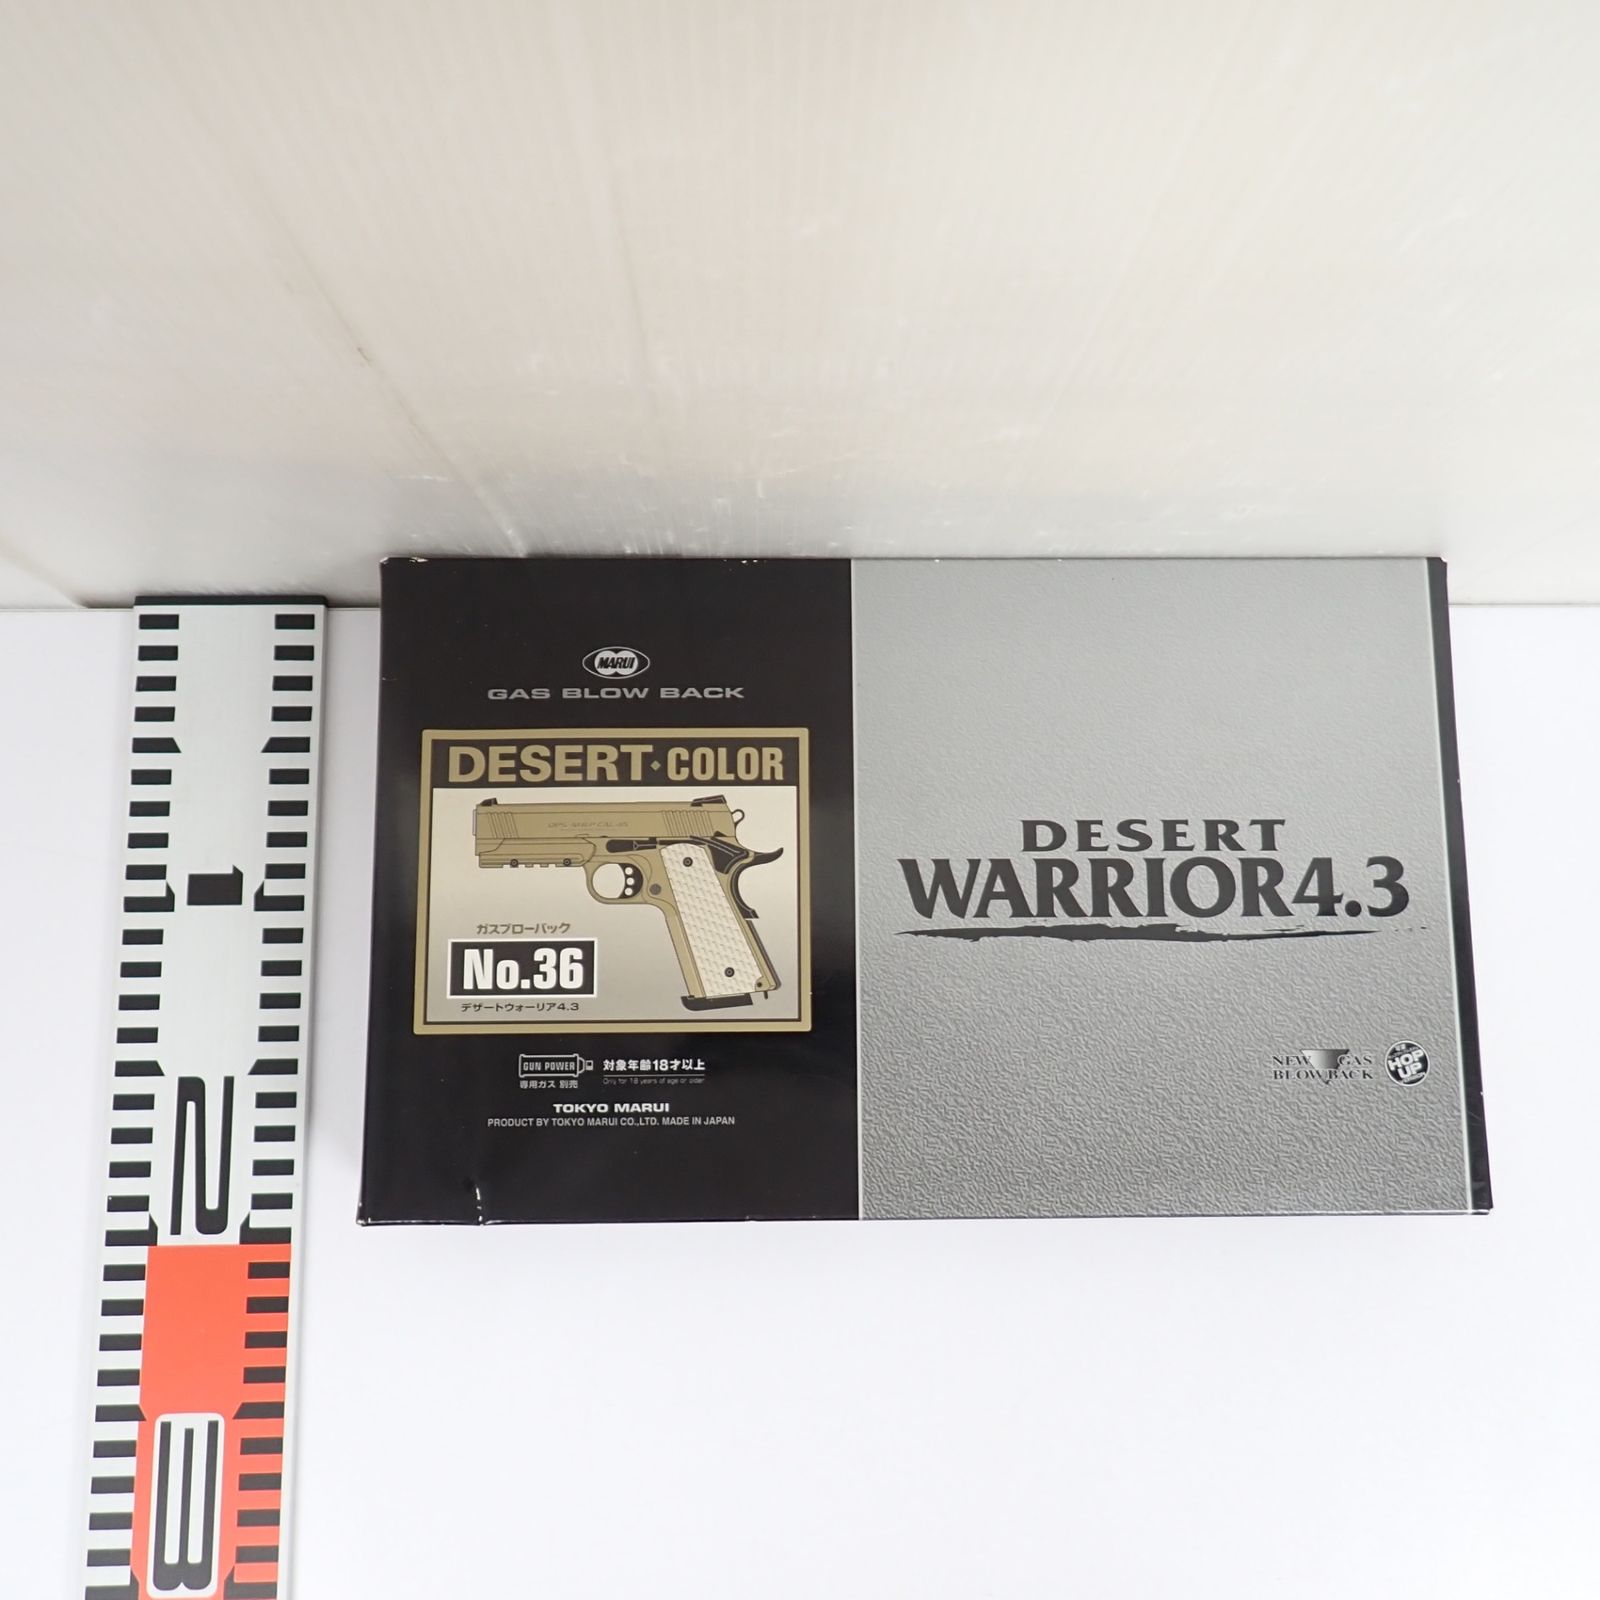 MARUI
GAS BLOW BACK
DESERT・COLOR
ガスブローバック
No.36
デザートウォーリア4.3
GUN POWER
専用ガス 別売
対象年齢18才以上
Only for 18 years of age or older
TOKYO MARUI
PRODUCT BY TOKYO MARUI CO.,LTD. MADE IN JAPAN
DESERT
WARRIOR4.3
NEW GAS
BLOWBACK
HOP
UP
1
2
3